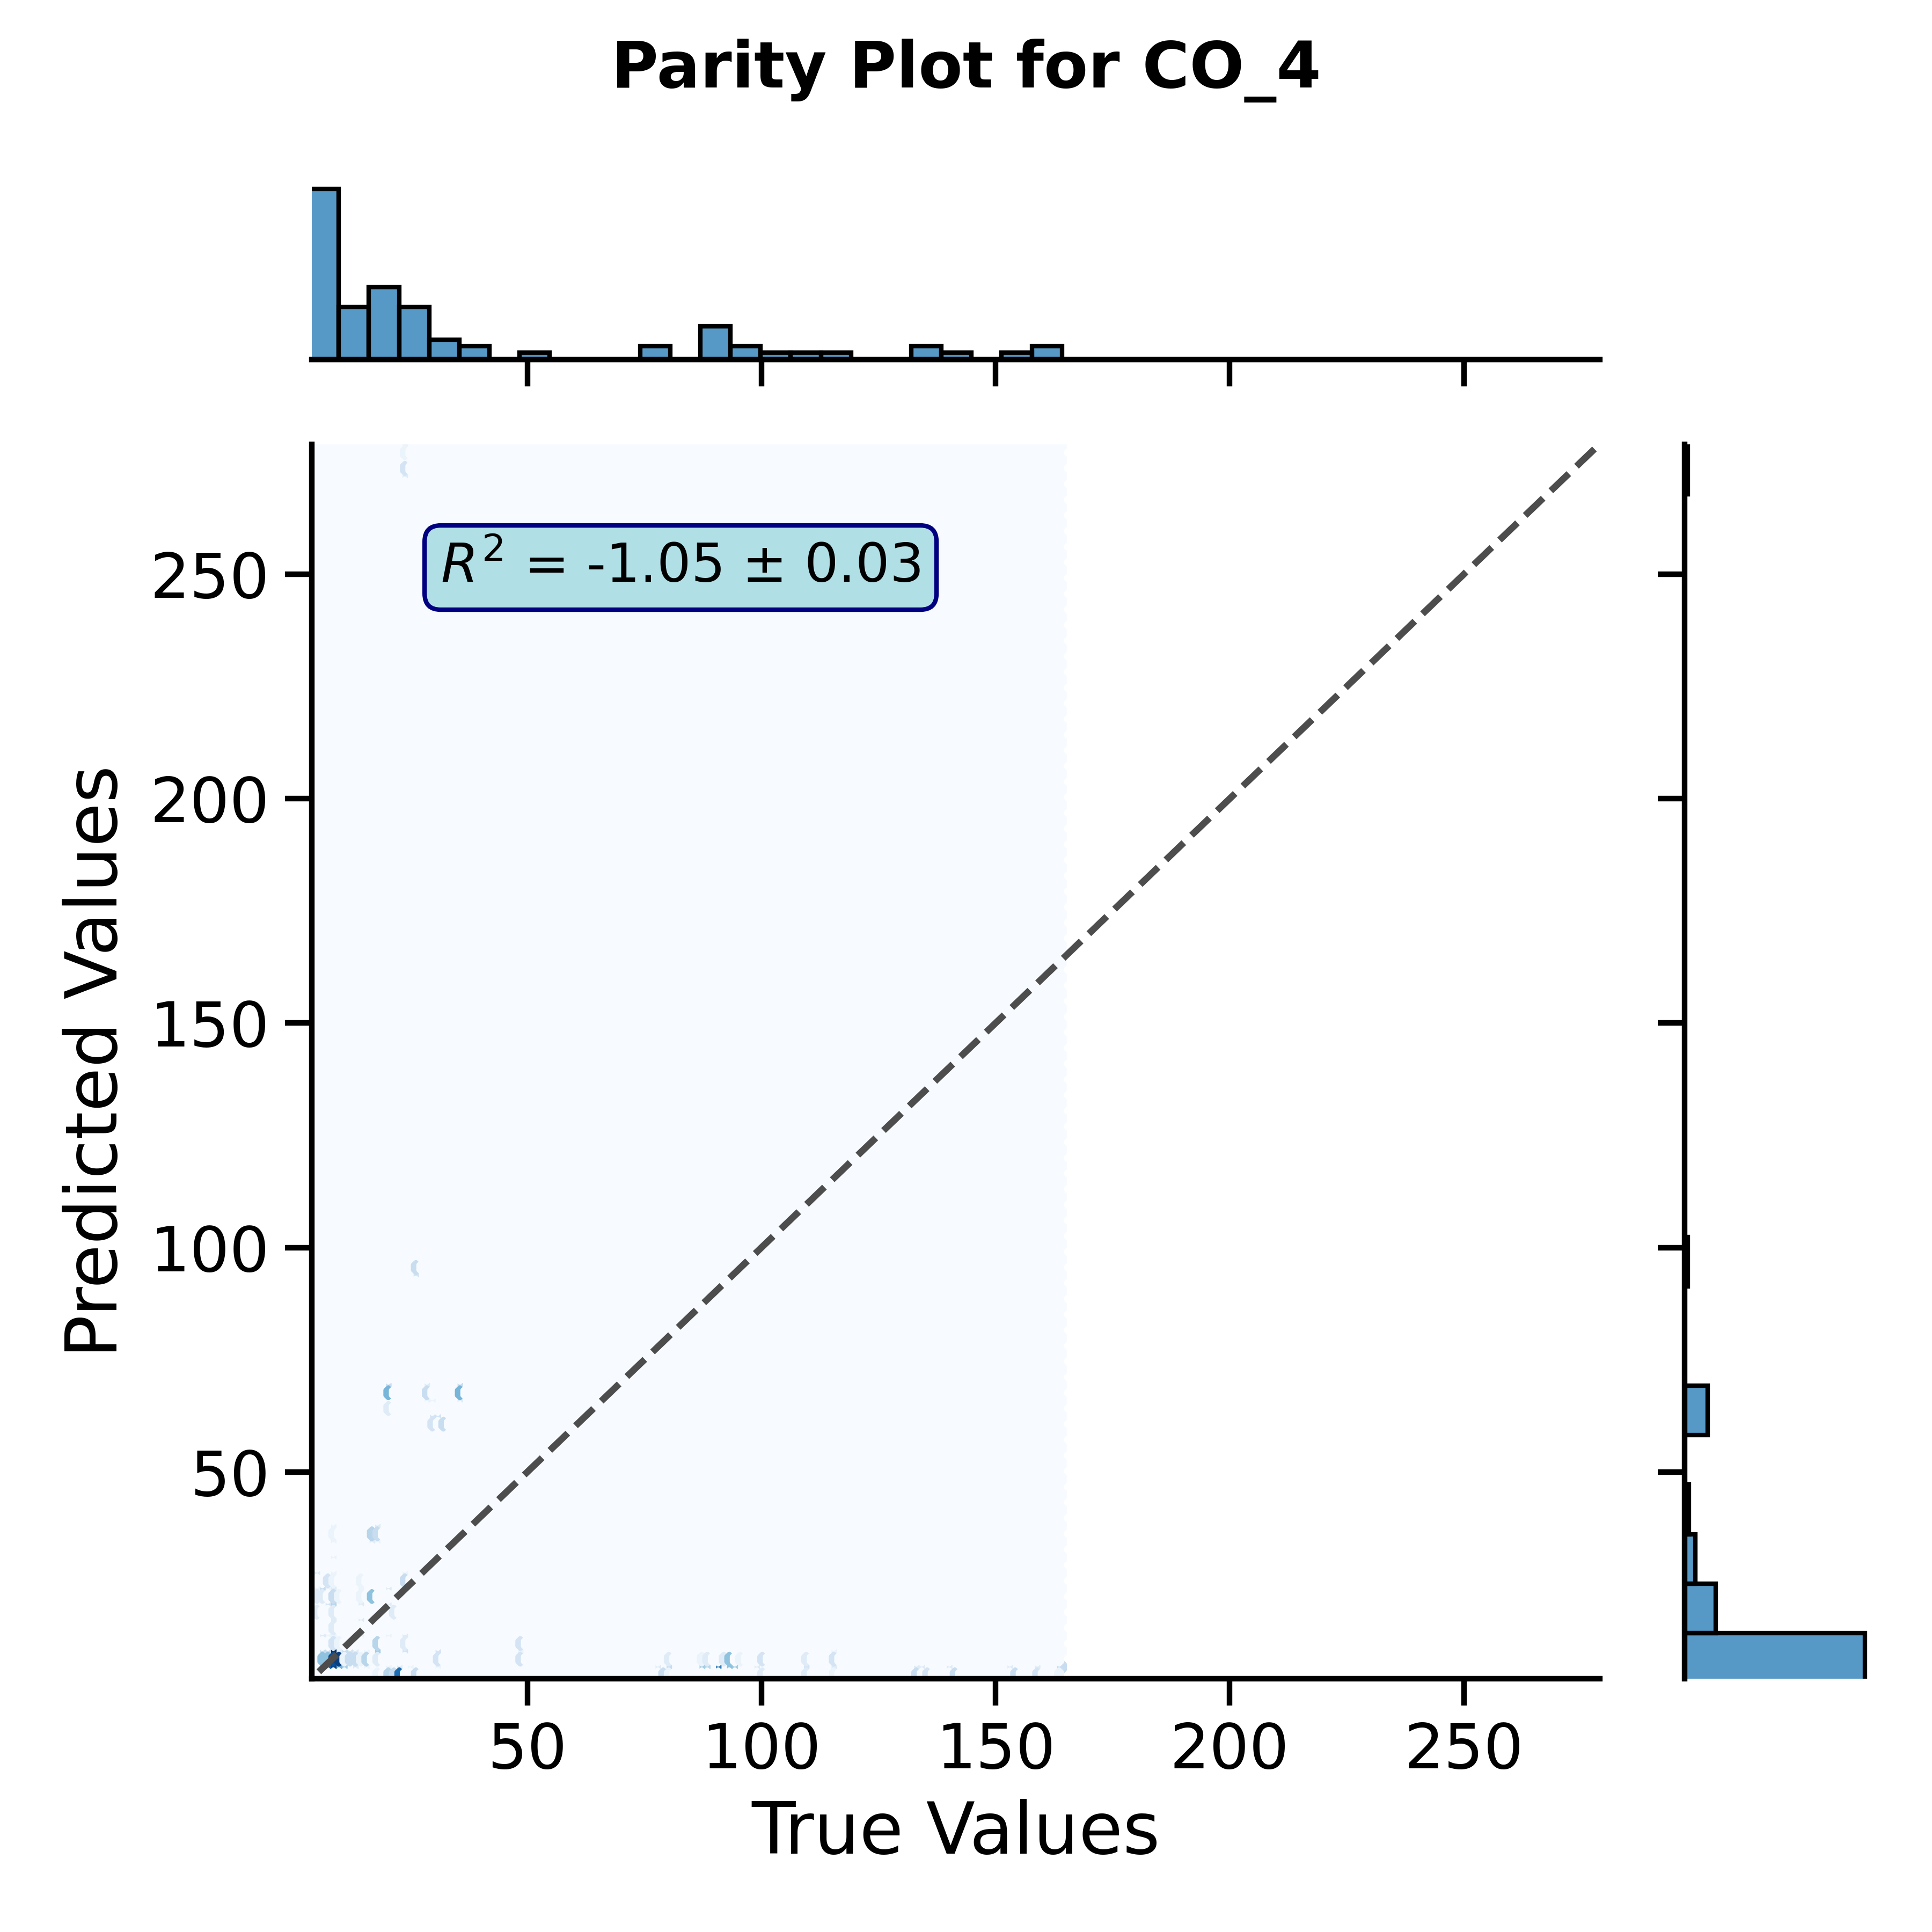 Parity Plot for CO_4
R² = -1.05 ± 0.03
250
200
150
100
50
Predicted Values
50 100 150 200 250
True Values